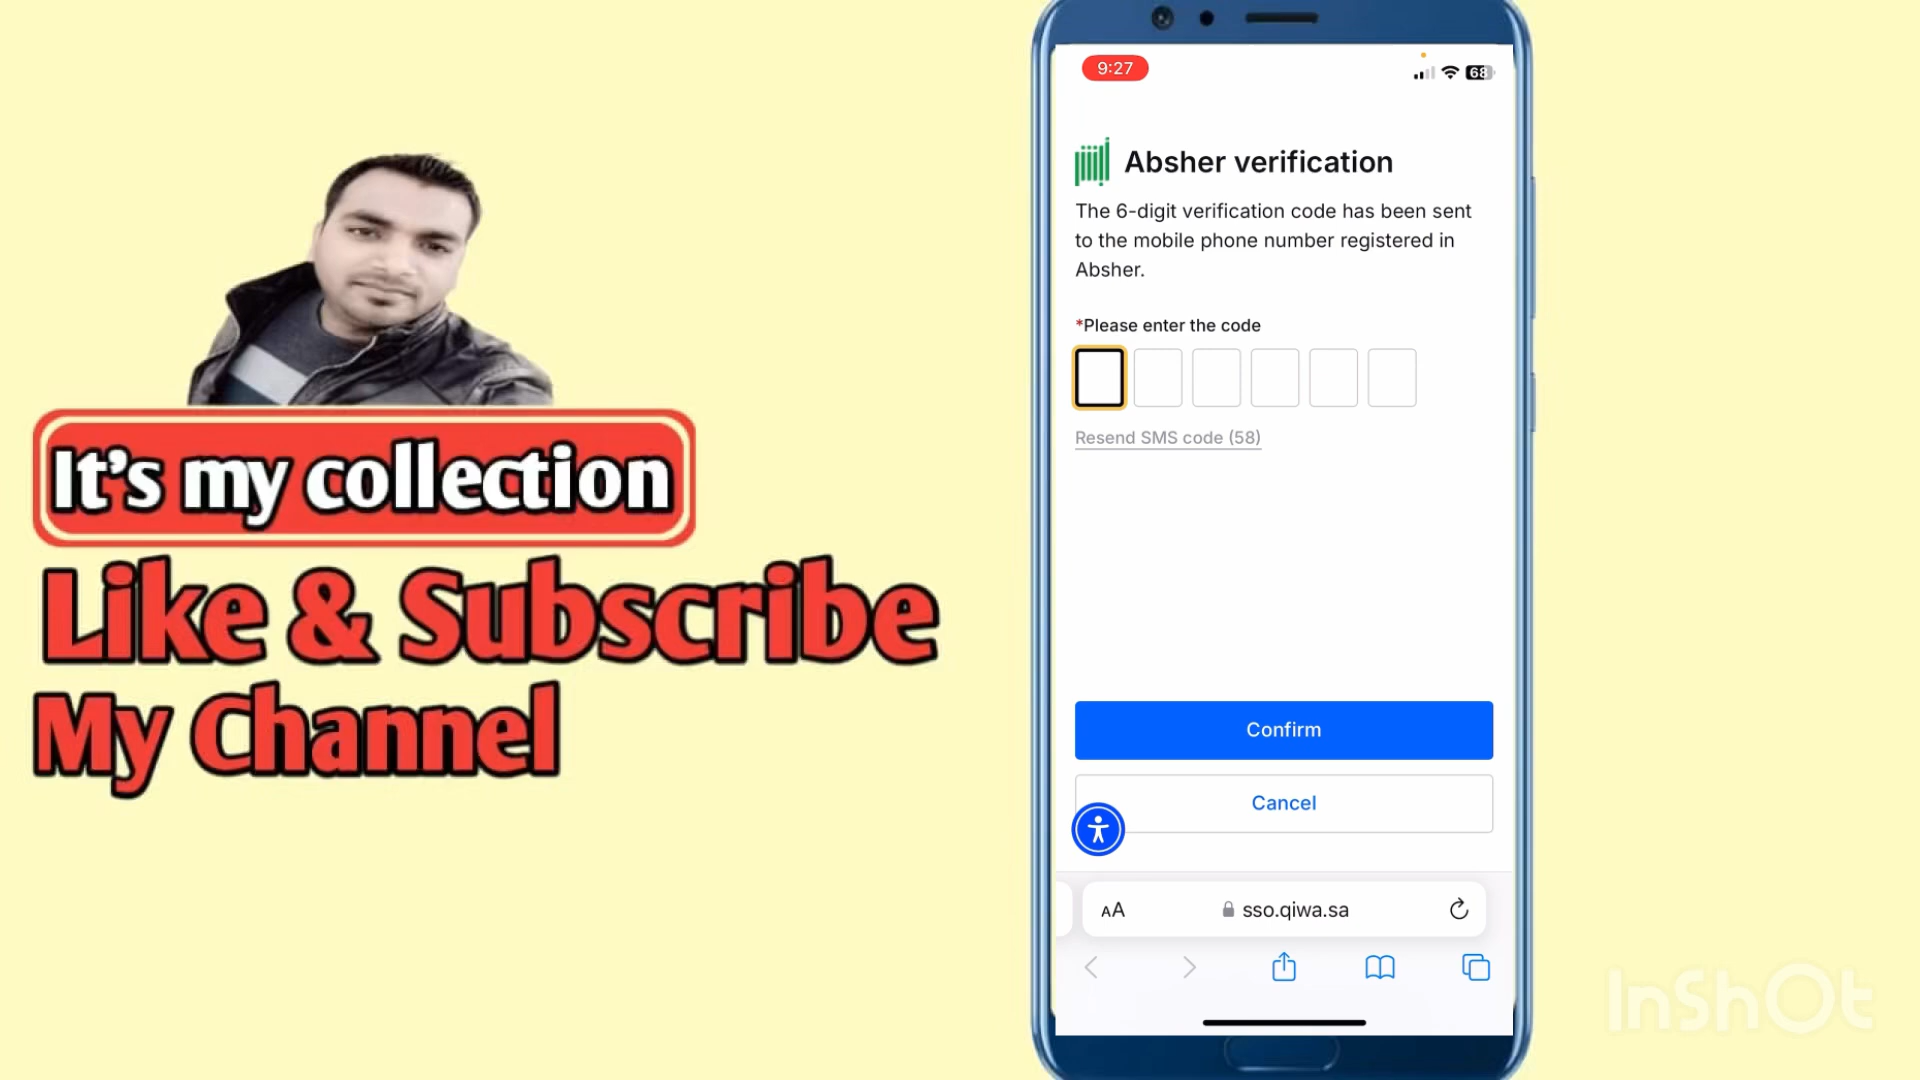 It's my collection
Like & Subscribe
My Channel
9:27
68
Absher verification
The 6-digit verification code has been sent
to the mobile phone number registered in
Absher.
*Please enter the code
Resend SMS code (58)
Confirm
Cancel
AA
sso.qiwa.sa
InShOt